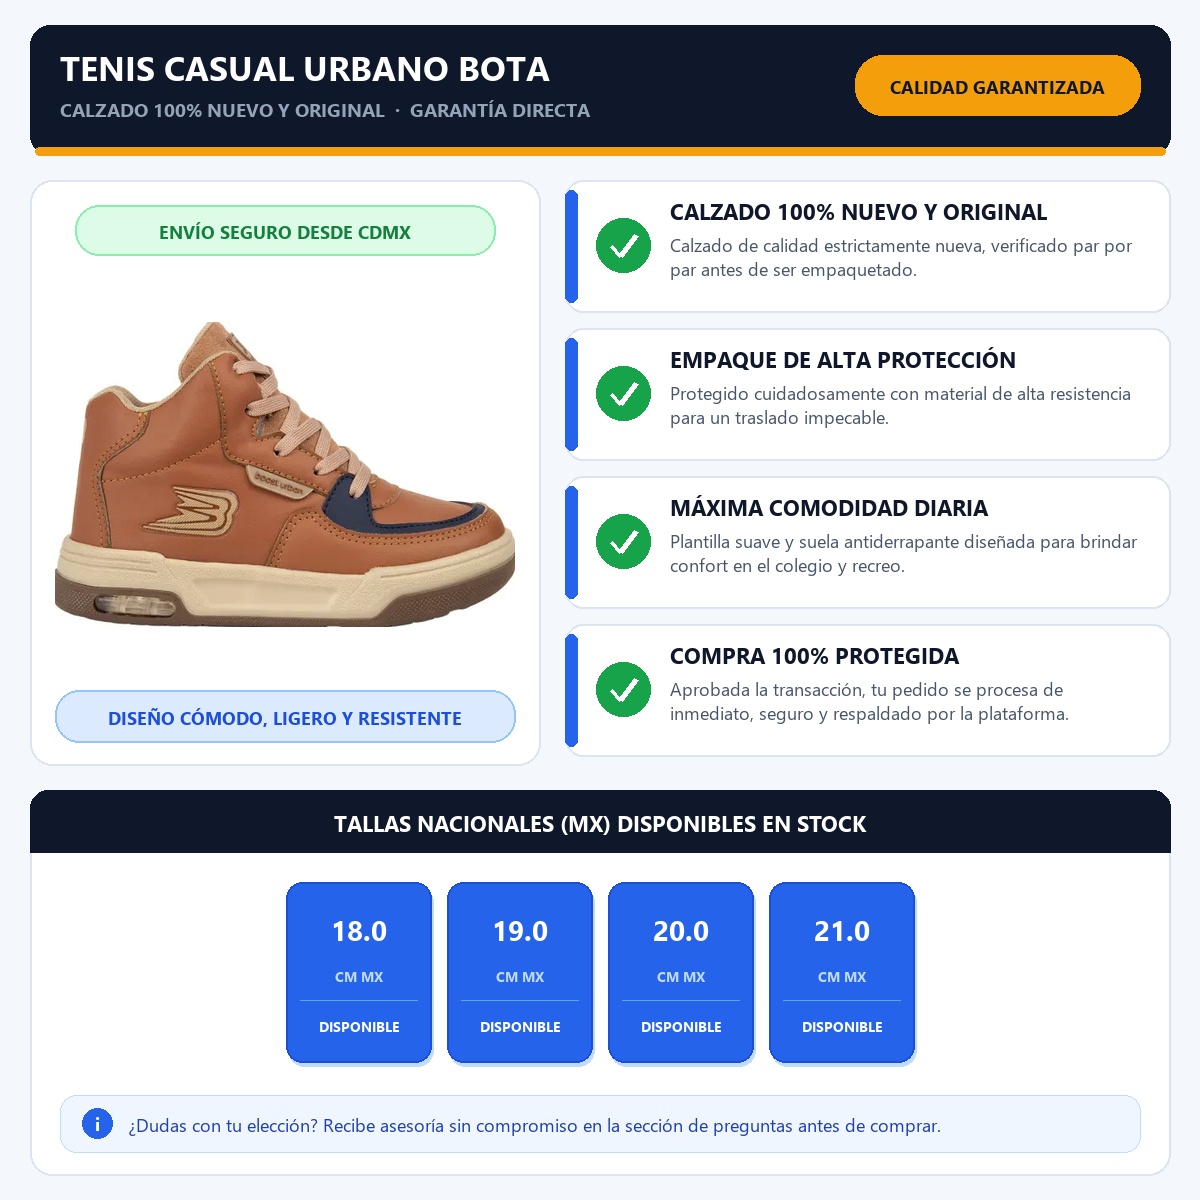 TENIS CASUAL URBANO BOTA
CALZADO 100% NUEVO Y ORIGINAL · GARANTÍA DIRECTA
CALIDAD GARANTIZADA
ENVÍO SEGURO DESDE CDMX
boost urban
DISEÑO CÓMODO, LIGERO Y RESISTENTE
CALZADO 100% NUEVO Y ORIGINAL
Calzado de calidad estrictamente nueva, verificado par por
par antes de ser empaquetado.
EMPAQUE DE ALTA PROTECCIÓN
Protegido cuidadosamente con material de alta resistencia
para un traslado impecable.
MÁXIMA COMODIDAD DIARIA
Plantilla suave y suela antiderrapante diseñada para brindar
confort en el colegio y recreo.
COMPRA 100% PROTEGIDA
Aprobada la transacción, tu pedido se procesa de
inmediato, seguro y respaldado por la plataforma.
TALLAS NACIONALES (MX) DISPONIBLES EN STOCK
18.0
CM MX
DISPONIBLE
19.0
CM MX
DISPONIBLE
20.0
CM MX
DISPONIBLE
21.0
CM MX
DISPONIBLE
¿Dudas con tu elección? Recibe asesoría sin compromiso en la sección de preguntas antes de comprar.